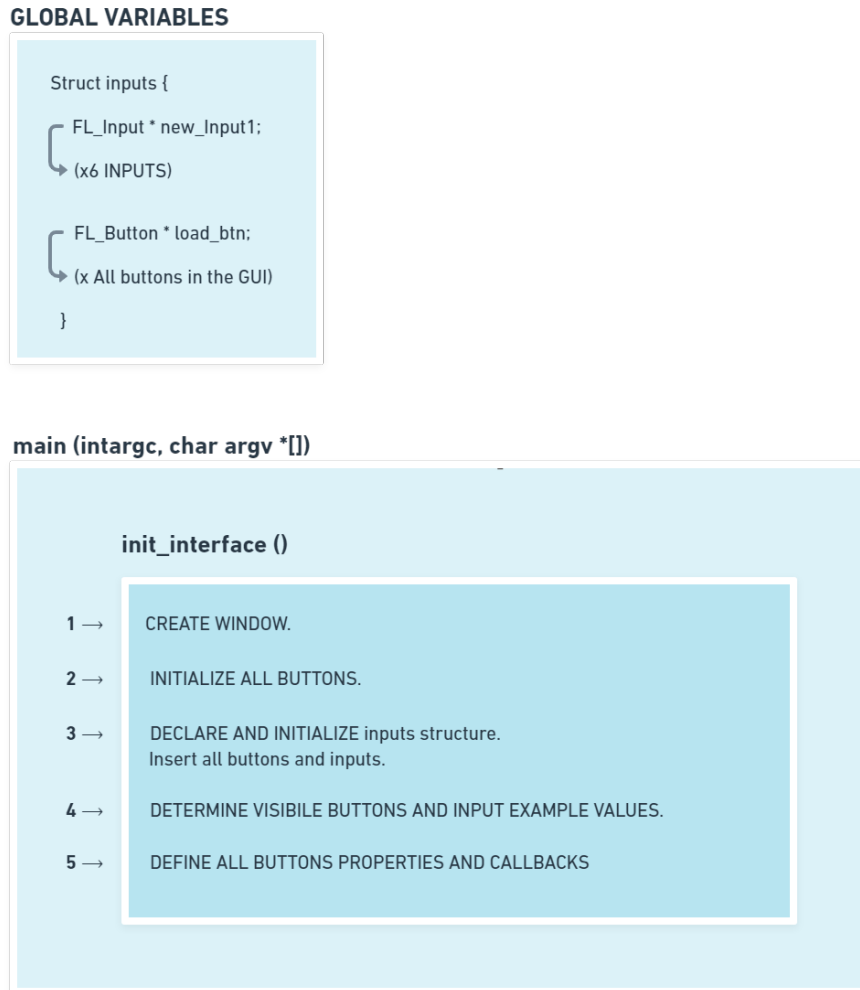 GLOBAL VARIABLES
Struct inputs {
FL_Input * new_Input1;
(x6 INPUTS)
FL_Button * load_btn;
(x All buttons in the GUI)
}
main (intargc, char argv *[])
init_interface ()
1 → CREATE WINDOW.
2 → INITIALIZE ALL BUTTONS.
3 → DECLARE AND INITIALIZE inputs structure.
Insert all buttons and inputs.
4 → DETERMINE VISIBILE BUTTONS AND INPUT EXAMPLE VALUES.
5 → DEFINE ALL BUTTONS PROPERTIES AND CALLBACKS